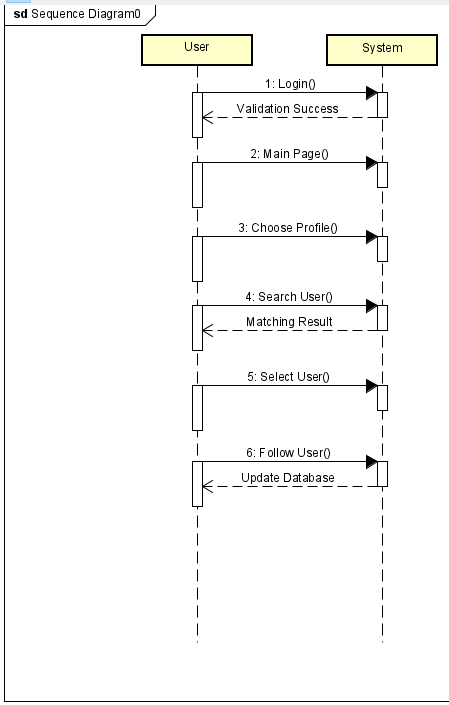 sd Sequence Diagram0
User
System
1: Login()
Validation Success
2: Main Page()
3: Choose Profile()
4: Search User()
Matching Result
5: Select User()
6: Follow User()
Update Database